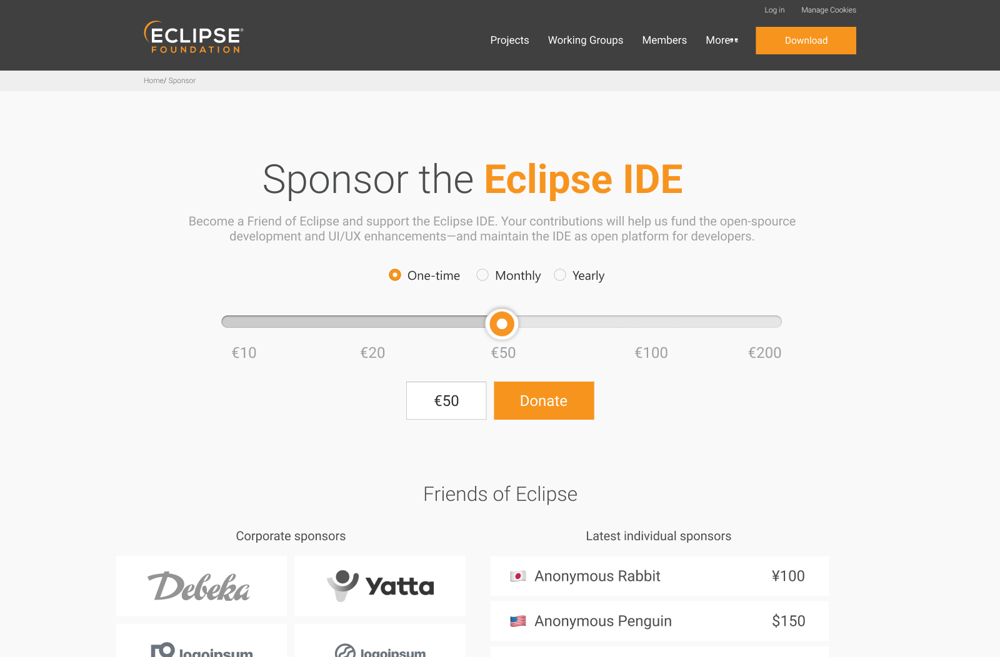 Log in Manage Cookies
ECLIPSE®
FOUNDATION
Projects Working Groups Members More Download
Home/ Sponsor
Sponsor the Eclipse IDE
Become a Friend of Eclipse and support the Eclipse IDE. Your contributions will help us fund the open-spource
development and UI/UX enhancements—and maintain the IDE as open platform for developers.
One-time Monthly Yearly
€10 €20 €50 €100 €200
€50 Donate
Friends of Eclipse
Corporate sponsors
Debeka Yatta
logoipsum logoipsum
Latest individual sponsors
Anonymous Rabbit ¥100
Anonymous Penguin $150